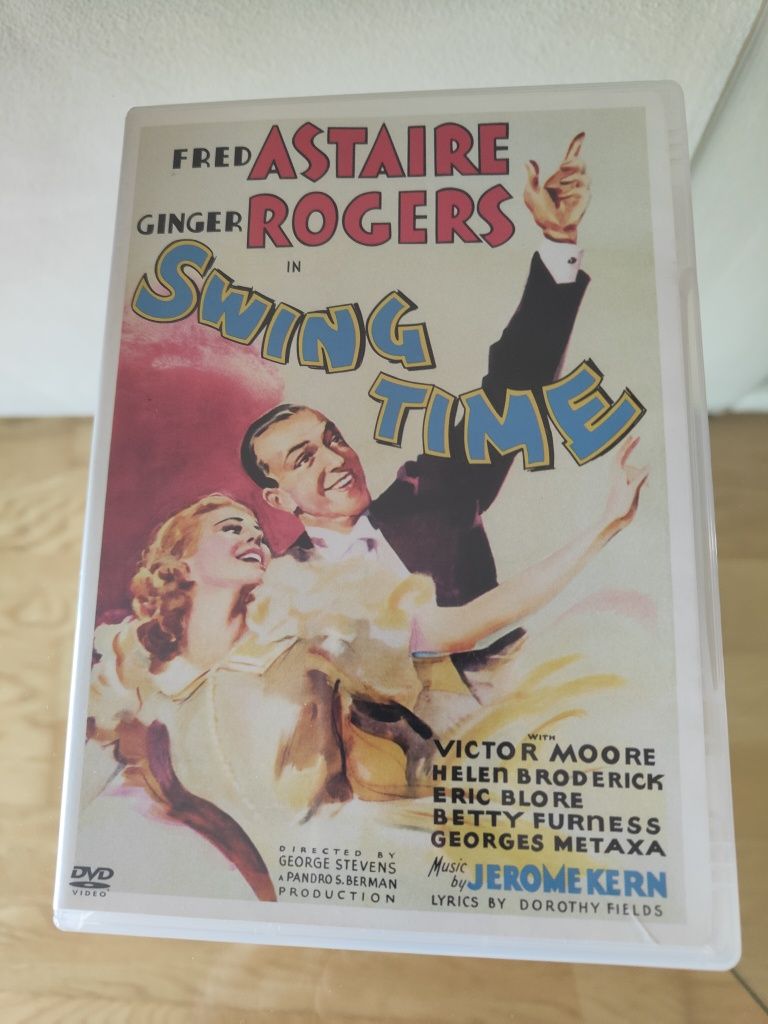 FRED ASTAIRE
GINGER ROGERS
IN
SWING
TIME
WITH
VICTOR MOORE
HELEN BRODERICK
ERIC BLORE
BETTY FURNESS
GEORGES METAXA
DIRECTED BY
GEORGE STEVENS
A PANDRO S. BERMAN
PRODUCTION
Music by JEROME KERN
LYRICS BY DOROTHY FIELDS
DVD
VIDEO